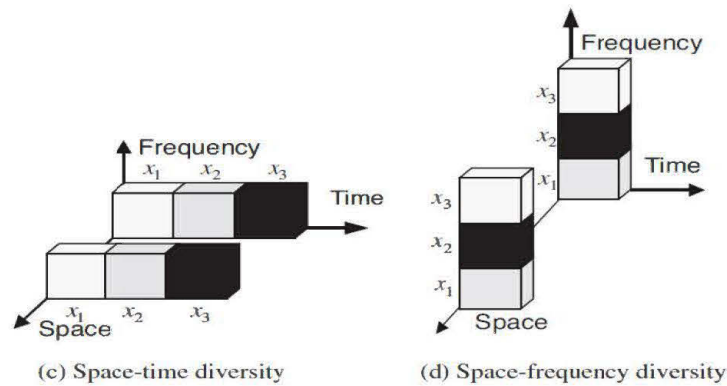 Frequency
x1 x2 x3
Time
x1 x2 x3
Space
(c) Space-time diversity
Frequency
x3
x2
x1
Time
x3
x2
x1
Space
(d) Space-frequency diversity